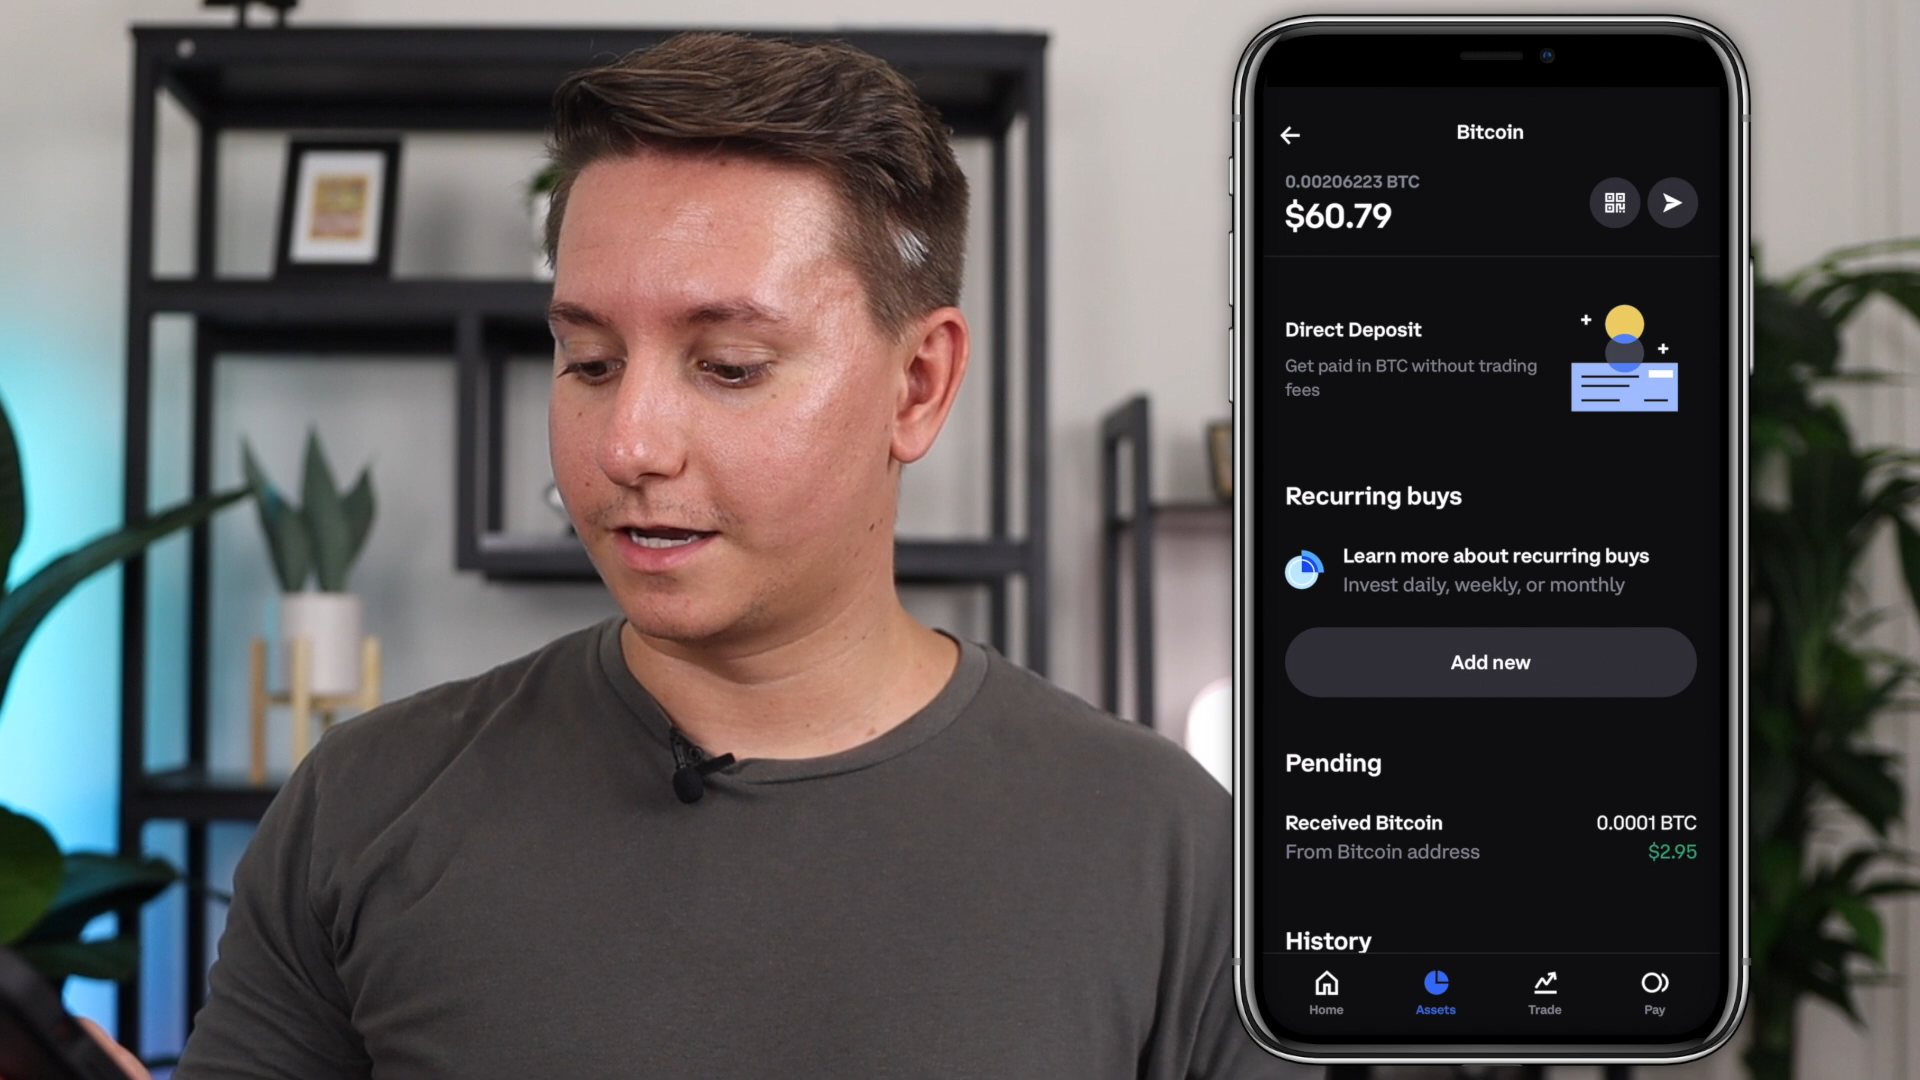 Bitcoin
0.00206223 BTC
$60.79
Direct Deposit
Get paid in BTC without trading
fees
Recurring buys
Learn more about recurring buys
Invest daily, weekly, or monthly
Add new
Pending
Received Bitcoin
0.0001 BTC
From Bitcoin address
$2.95
History
Home
Assets
Trade
Pay